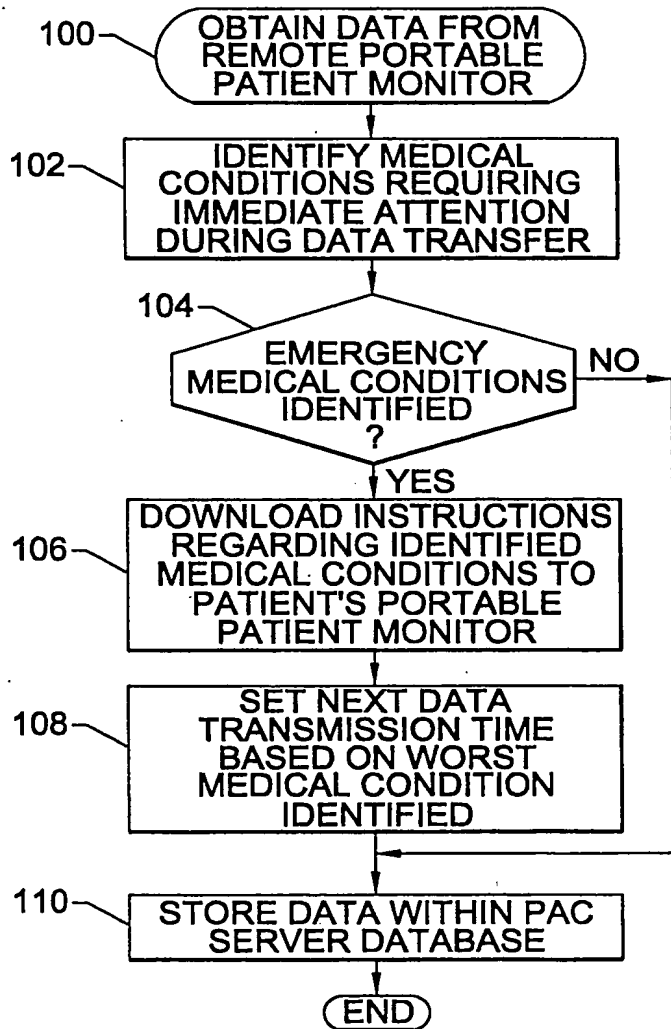 100
OBTAIN DATA FROM
REMOTE PORTABLE
PATIENT MONITOR
102
IDENTIFY MEDICAL
CONDITIONS REQUIRING
IMMEDIATE ATTENTION
DURING DATA TRANSFER
104
EMERGENCY
MEDICAL CONDITIONS
IDENTIFIED
?
NO
YES
106
DOWNLOAD INSTRUCTIONS
REGARDING IDENTIFIED
MEDICAL CONDITIONS TO
PATIENT'S PORTABLE
PATIENT MONITOR
108
SET NEXT DATA
TRANSMISSION TIME
BASED ON WORST
MEDICAL CONDITION
IDENTIFIED
110
STORE DATA WITHIN PAC
SERVER DATABASE
END